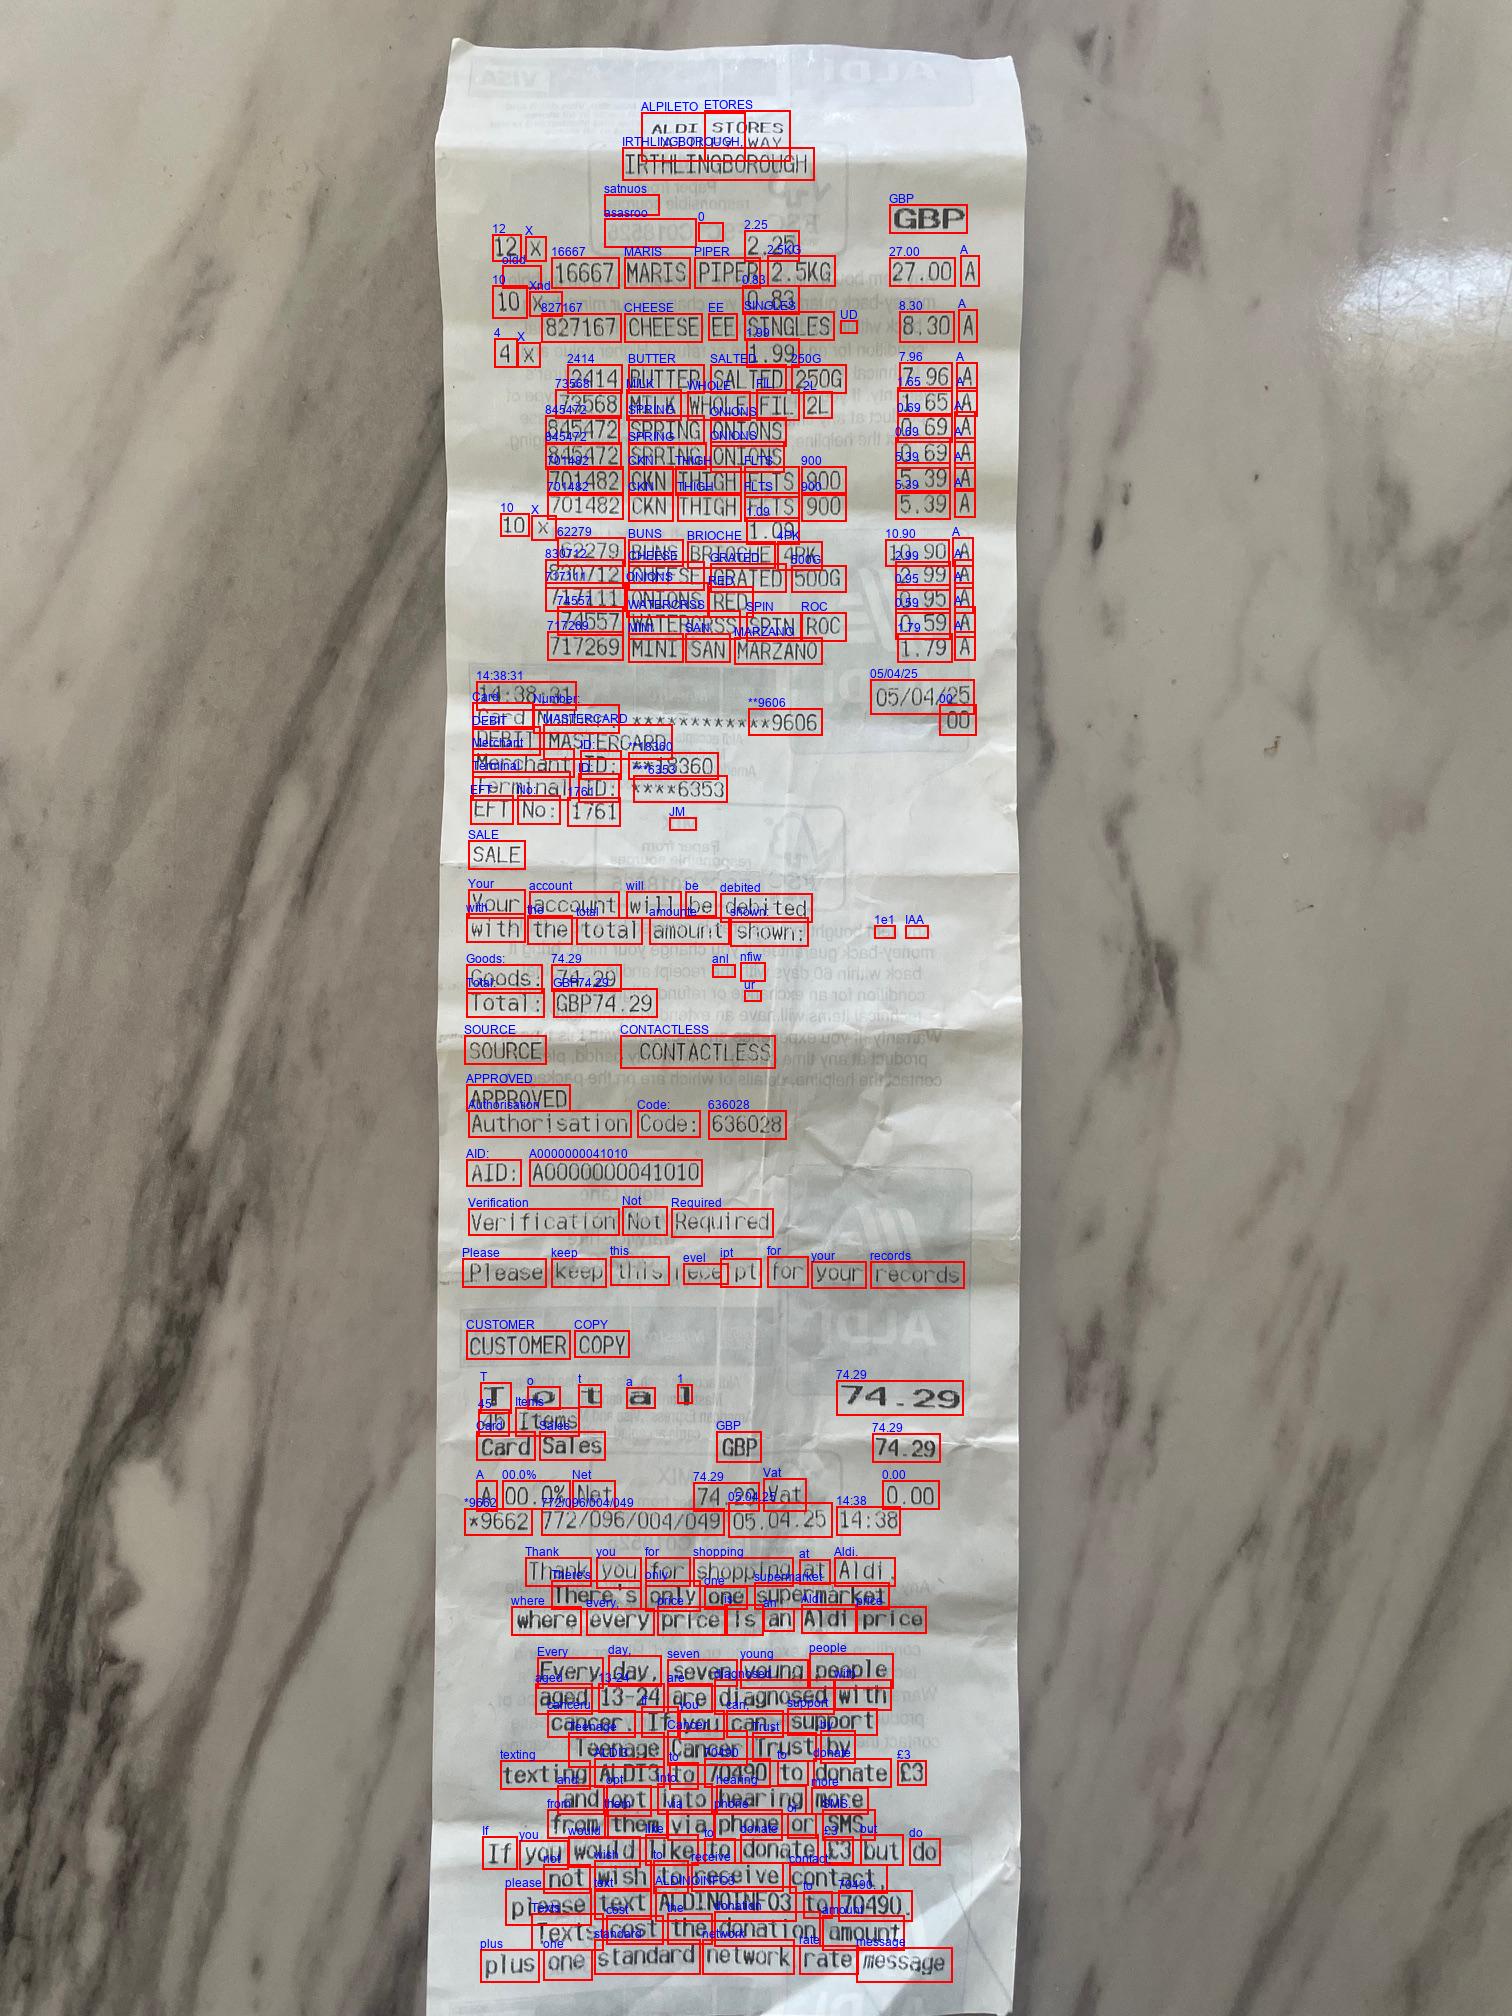 ALDI STORES
WAY
IRTHLINGBOROUGH
GBP
12 x 2.25
16667 MARIS PIPER 2.5KG 27.00 A
10 x 0.83
827167 CHEESE EE SINGLES 8.30 A
4 x 1.99
2414 BUTTER SALTED 250G 7.96 A
73568 MILK WHOLE FIL 2L 1.65 A
845472 SPRING ONIONS 0.69 A
845472 SPRING ONIONS 0.69 A
701482 CKN THIGH FLTS 900 5.39 A
701482 CKN THIGH FLTS 900 5.39 A
10 x 1.09
62279 BUNS BRIOCHE 4PK 10.90 A
830712 CHEESE GRATED 500G 2.99 A
717111 ONIONS RED 0.95 A
74557 WATERCRSS SPIN ROC 0.59 A
717269 MINI SAN MARZANO 1.79 A
14:38:31 05/04/25
Card Number: ************9606 00
DEBIT MASTERCARD
Merchant ID: **18360
Terminal ID: ****6353
EFT No: 1761
SALE
Your account will be debited
with the total amount shown:
Goods: 74.29
Total: GBP74.29
SOURCE CONTACTLESS
APPROVED
Authorisation Code: 636028
AID: A0000000041010
Verification Not Required
Please keep this receipt for your records
CUSTOMER COPY
Total 74.29
45 Items
Card Sales GBP 74.29
A 00.0% Net 74.29 Vat 0.00
*9662 772/096/004/049 05.04.25 14:38
Thank you for shopping at Aldi.
There's only one supermarket
where every price is an Aldi price
Every day, seven young people
aged 13-24 are diagnosed with
cancer. If you can, support
Teenage Cancer Trust by
texting ALDI3 to 70490 to donate £3
and opt into hearing more
from them via phone or SMS.
If you would like to donate £3 but do
not wish to receive contact,
please text ALDINOINFO3 to 70490.
Texts cost the donation amount
plus one standard network rate message